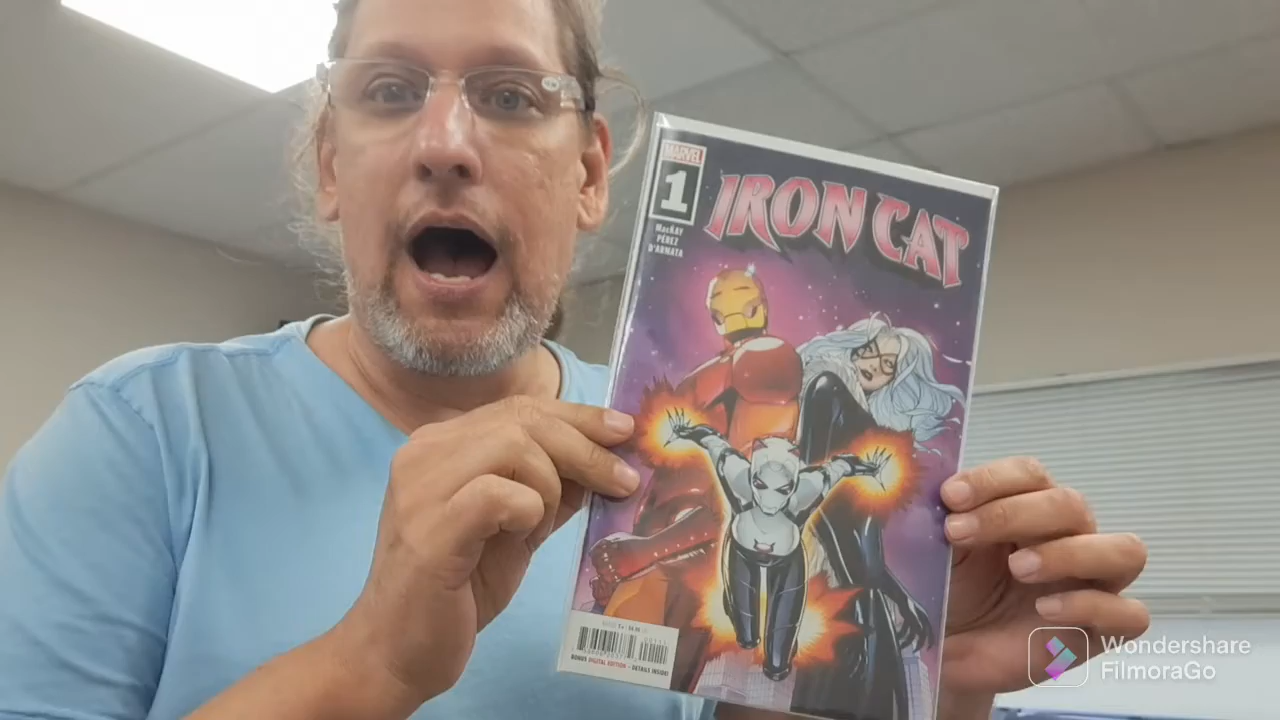 MARVEL
1
IRON CAT
MacKAY
PÉREZ
D'ARMATA
BONUS DIGITAL EDITION - DETAILS INSIDE!
Wondershare
FilmoraGo